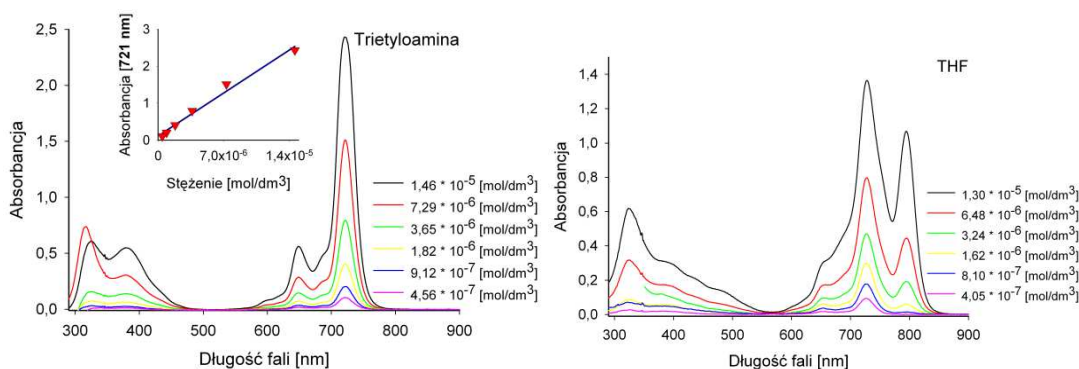 Trietyloamina
Absorbancja
2,5
2,0
1,5
1,0
0,5
0,0
290
400
500
600
700
800
900
Długość fali [nm]
Absorbancja [721 nm]
3
2
1
0
0
7,0x10-6
1,4x10-5
Stężenie [mol/dm3]
1,46 * 10-5 [mol/dm3]
7,29 * 10-6 [mol/dm3]
3,65 * 10-6 [mol/dm3]
1,82 * 10-6 [mol/dm3]
9,12 * 10-7 [mol/dm3]
4,56 * 10-7 [mol/dm3]
THF
Absorbancja
1,4
1,2
1,0
0,8
0,6
0,4
0,2
0,0
290
400
500
600
700
800
900
Długość fali [nm]
1,30 * 10-5 [mol/dm3]
6,48 * 10-6 [mol/dm3]
3,24 * 10-6 [mol/dm3]
1,62 * 10-6 [mol/dm3]
8,10 * 10-7 [mol/dm3]
4,05 * 10-7 [mol/dm3]